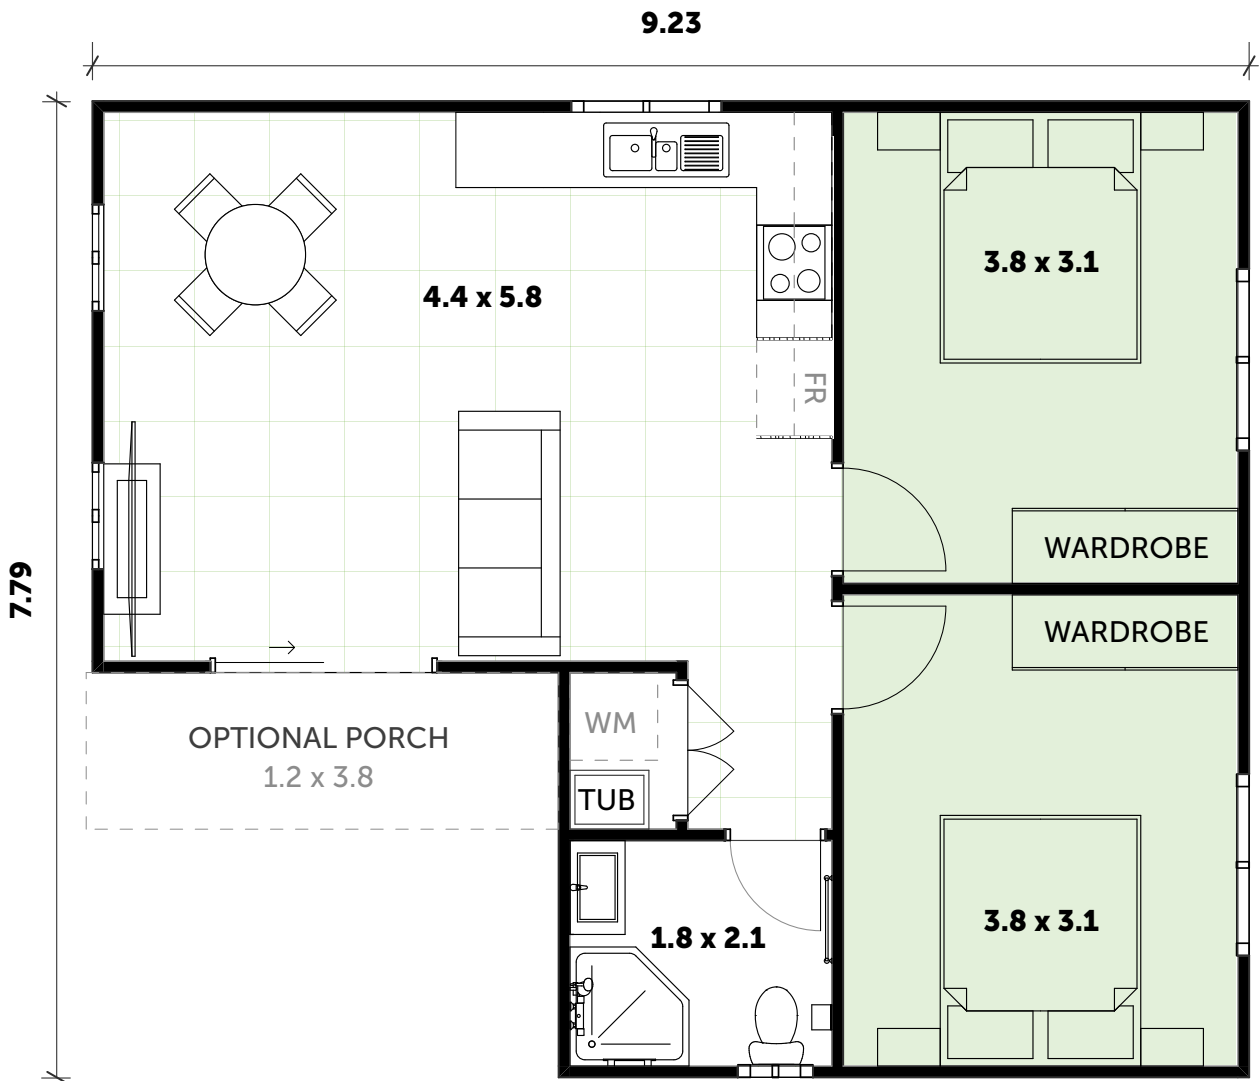 9.23
3.8 x 3.1
4.4 x 5.8
FR
WARDROBE
7.79
WARDROBE
WM
OPTIONAL PORCH
1.2 x 3.8
TUB
3.8 x 3.1
1.8 x 2.1